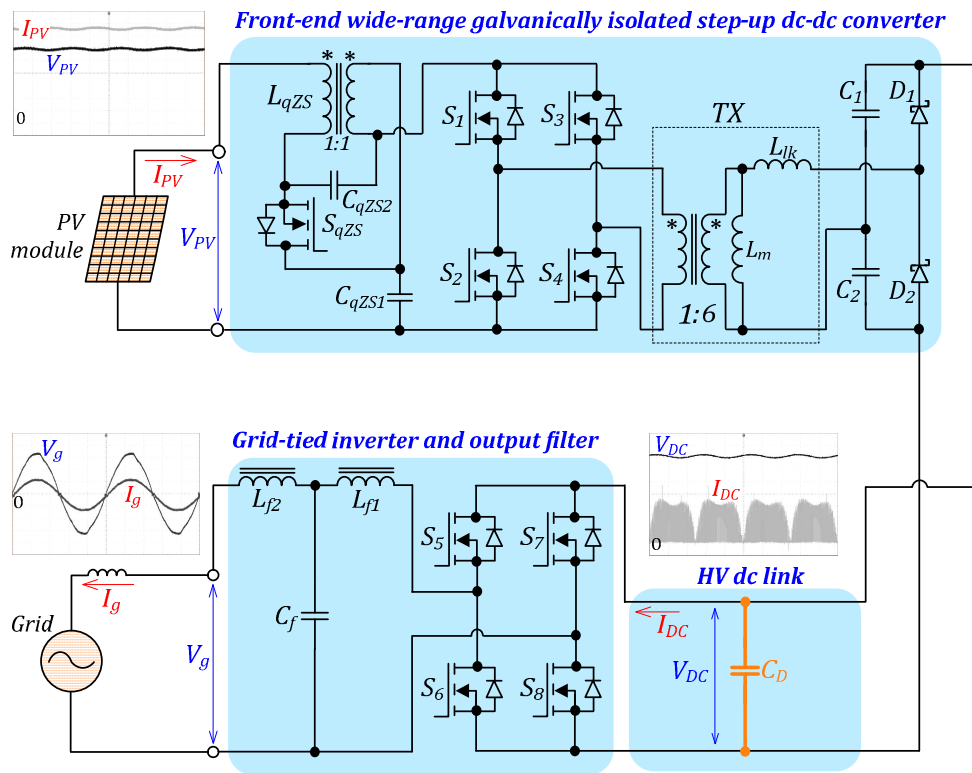 Front-end wide-range galvanically isolated step-up dc-dc converter
I_PV
V_PV
0
* *
L_qZS
1:1
C_qZS2
S_qZS
C_qZS1
I_PV
PV
module
V_PV
S_1
S_3
S_2
S_4
TX
L_lk
* *
L_m
1:6
C_1
D_1
C_2
D_2
Grid-tied inverter and output filter
V_g
I_g
0
L_f2
L_f1
C_f
S_5
S_7
S_6
S_8
I_g
Grid
V_g
V_DC
I_DC
0
HV dc link
I_DC
V_DC
C_D